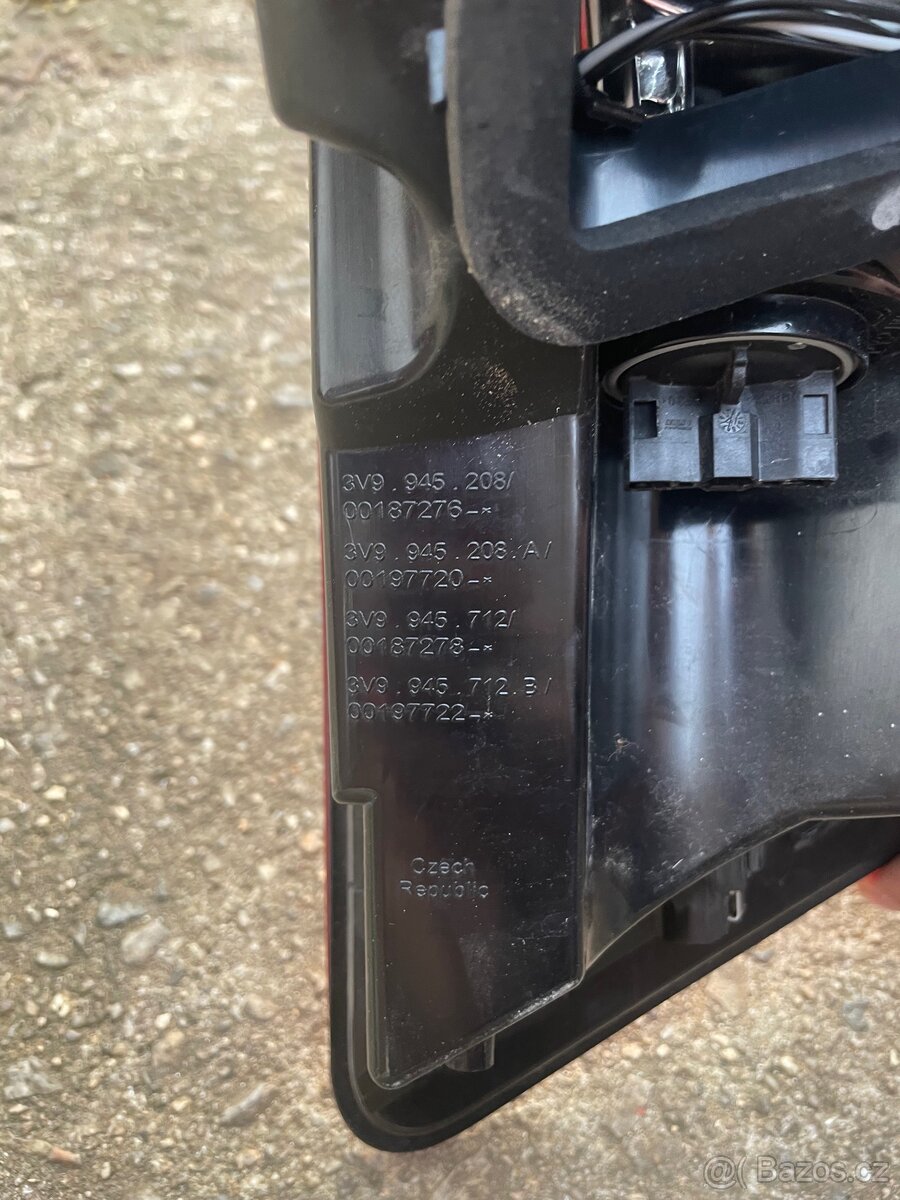 3V9.945.208/
00187276-*
3V9.945.208.A/
00197720-*
3V9.945.712/
00187278-*
3V9.945.712.B/
00197722-*
Czech
Republic
@( Bazoš.cz